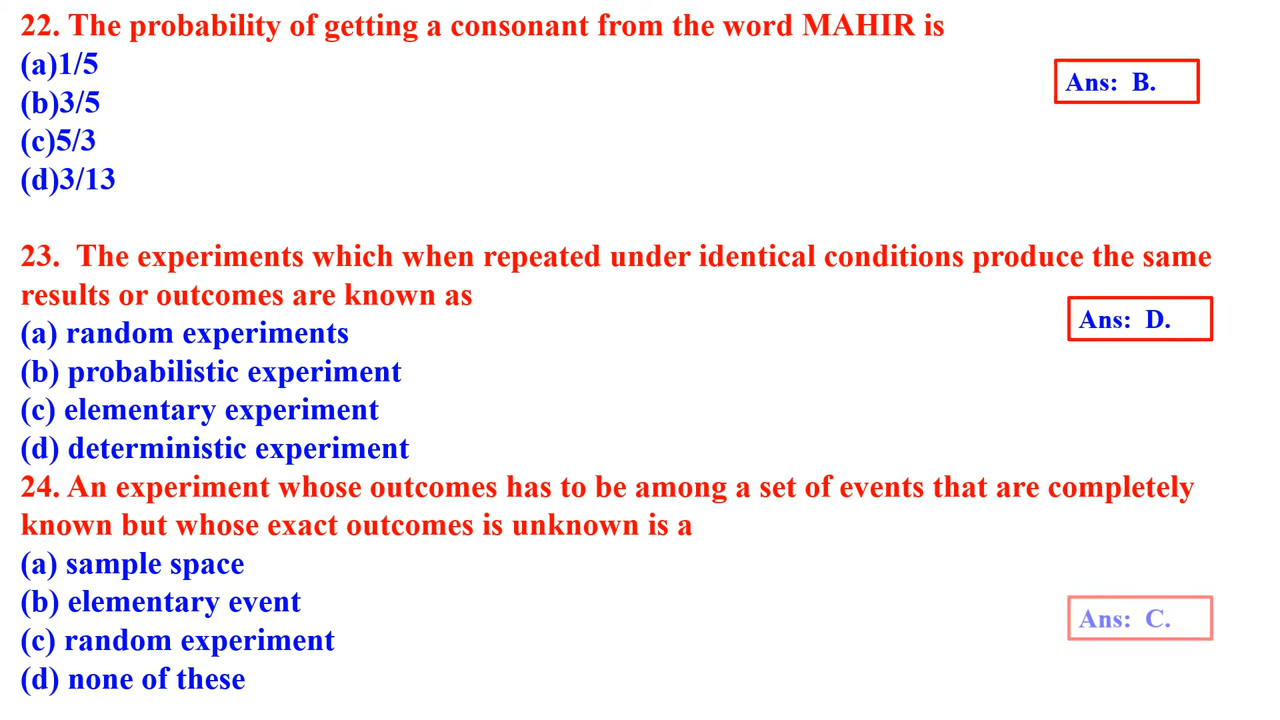 22. The probability of getting a consonant from the word MAHIR is
(a)1/5
Ans: B.
(b)3/5
(c)5/3
(d)3/13
23. The experiments which when repeated under identical conditions produce the same
results or outcomes are known as
Ans: D.
(a) random experiments
(b) probabilistic experiment
(c) elementary experiment
(d) deterministic experiment
24. An experiment whose outcomes has to be among a set of events that are completely
known but whose exact outcomes is unknown is a
(a) sample space
(b) elementary event
Ans: C.
(c) random experiment
(d) none of these